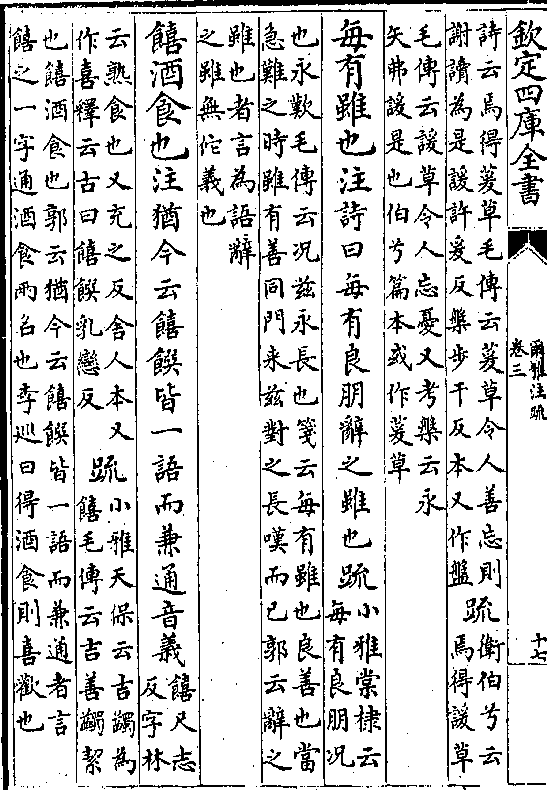 欽定四庫全書
爾雅注疏
卷三
十七
詩云焉得萲草毛傳云萲草令人善忘則
謝讀為是諼許爰反槃步干反本又作盤
疏
衛伯兮云
焉得諼草
毛傳云諼草令人忘憂又考槃云永
矢弗諼是也伯兮篇本或作萲草
每有雖也注詩曰每有良朋辭之雖也疏
小雅棠棣云
每有良朋况
也永歎毛傳云况兹永長也箋云每有雖也良善也當
急難之時雖有善同門来兹對之長嘆而已郭云辭之
雖也者言為語辭
之雖無佗義也
饎酒食也注猶今云饎饌皆一語而兼通音義
饎尺志
反字林
云熟食也又充之反舍人本又
作喜釋云古曰饎饌乳戀反
疏
小雅天保云吉蠲為
饎毛傳云吉善蠲絜
也饎酒食也郭云猶今云饎饌皆一語而兼通者言
饎之一字通酒食兩名也李巡曰得酒食則喜歡也